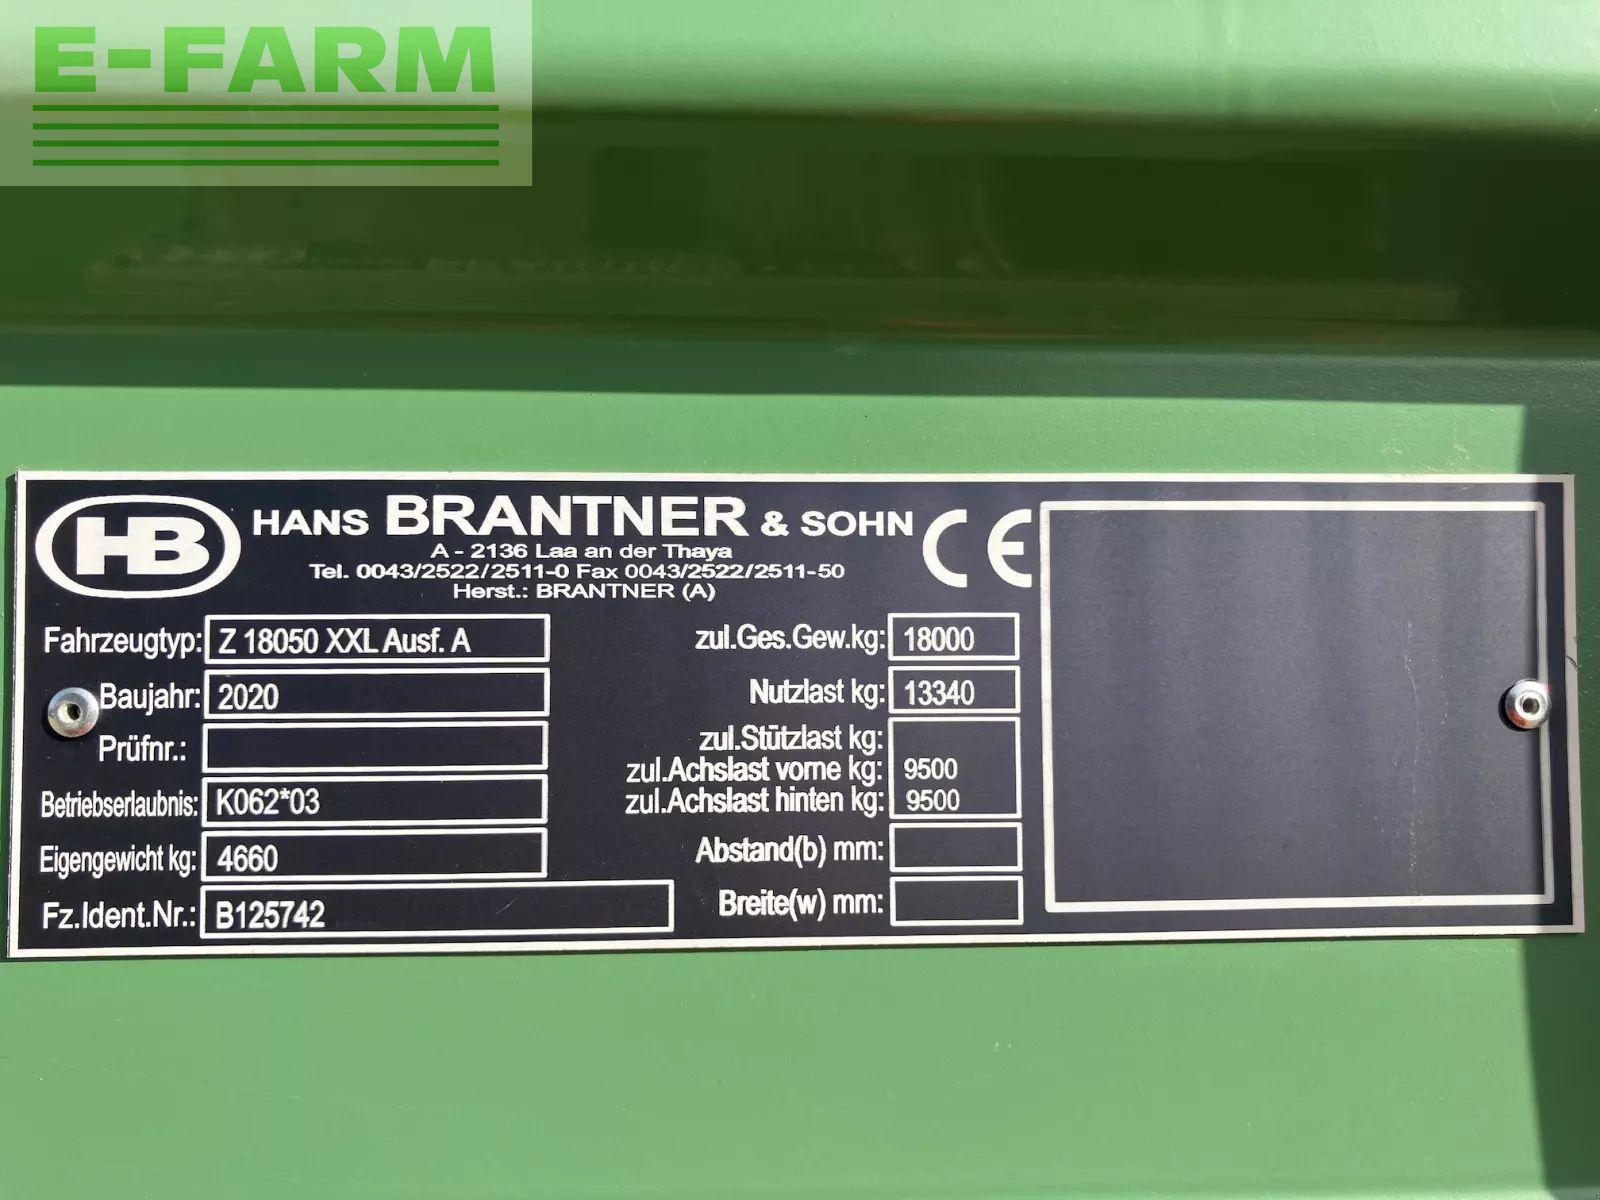 E-FARM
HB
HANS BRANTNER & SOHN
CE
A - 2136 Laa an der Thaya
Tel. 0043/2522/2511-0 Fax 0043/2522/2511-50
Herst.: BRANTNER (A)
Fahrzeugtyp: Z 18050 XXL Ausf. A
Baujahr: 2020
Prüfnr.:
Betriebserlaubnis: K062*03
Eigengewicht kg: 4660
Fz.Ident.Nr.: B125742
zul.Ges.Gew.kg: 18000
Nutzlast kg: 13340
zul.Stützlast kg:
zul.Achslast vorne kg: 9500
zul.Achslast hinten kg: 9500
Abstand(b) mm:
Breite(w) mm: